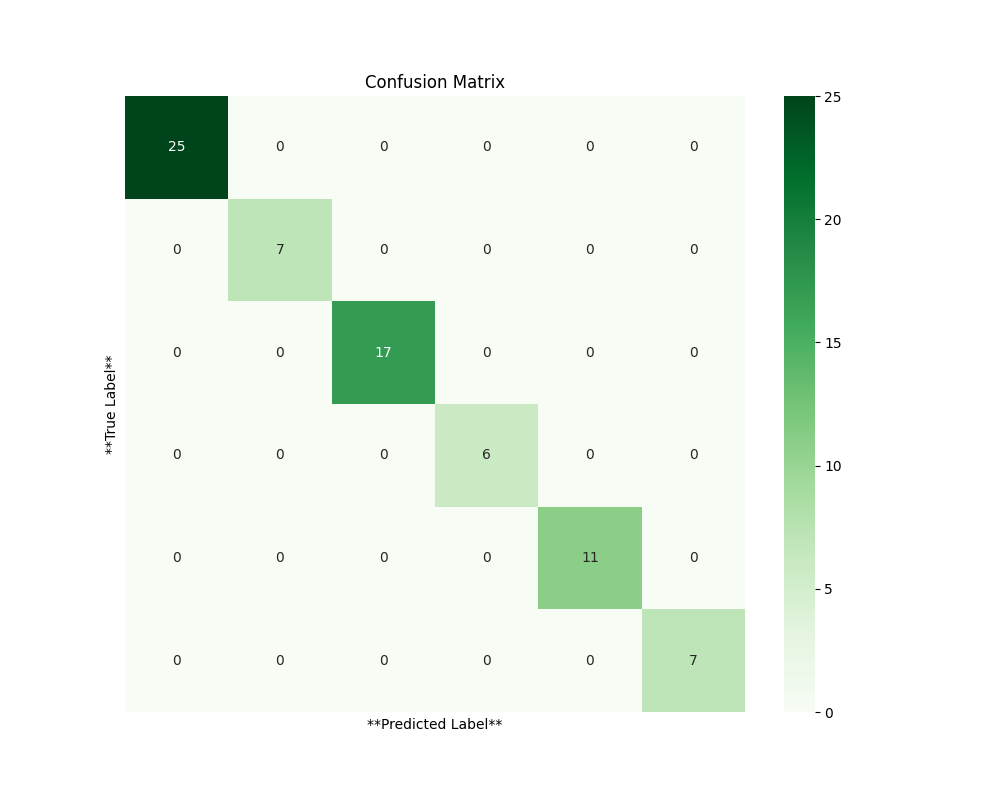 Confusion Matrix
25 0 0 0 0 0
0 7 0 0 0 0
0 0 17 0 0 0
0 0 0 6 0 0
0 0 0 0 11 0
0 0 0 0 0 7
**True Label**
**Predicted Label**
25
20
15
10
5
0